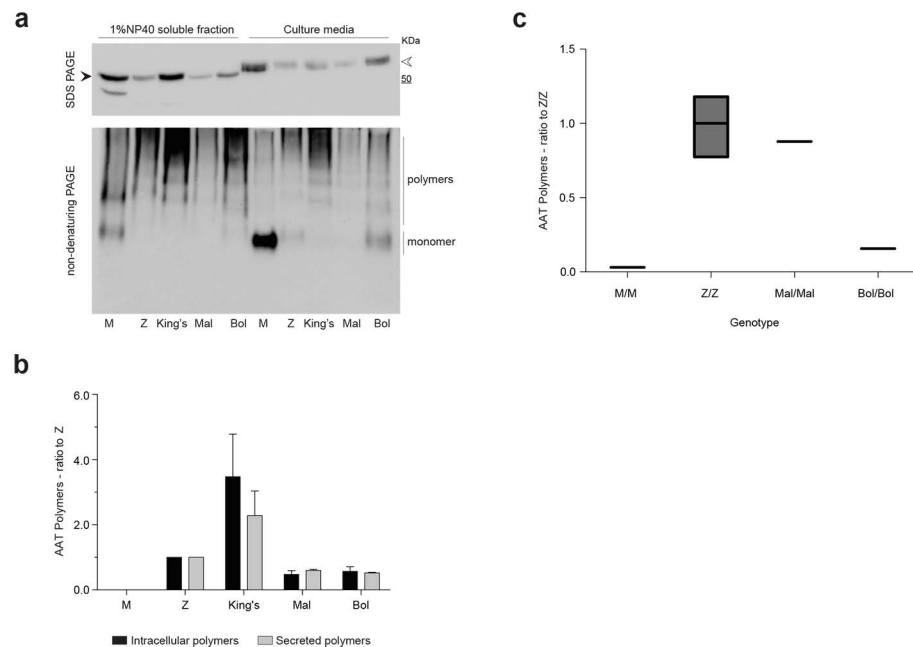 a
1%NP40 soluble fraction Culture media
KDa
SDS PAGE
50
non-denaturing PAGE
polymers
monomer
M Z King's Mal Bol M Z King's Mal Bol
b
AAT Polymers - ratio to Z
6.0
4.0
2.0
0.0
M Z King's Mal Bol
Intracellular polymers Secreted polymers
c
AAT Polymers - ratio to Z/Z
1.5
1.0
0.5
0.0
M/M Z/Z Mal/Mal Bol/Bol
Genotype